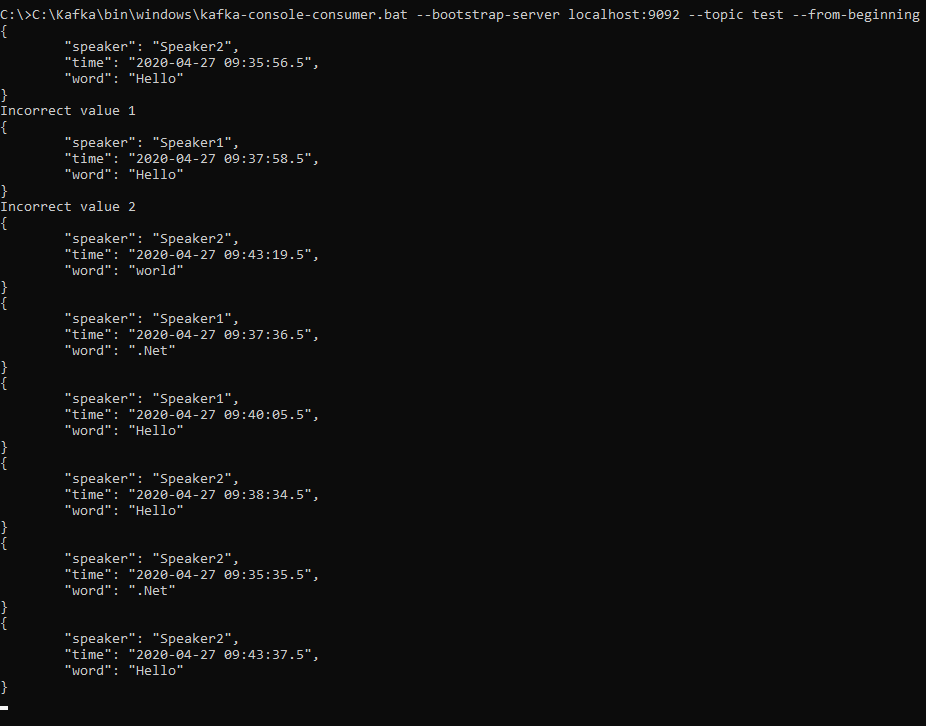 C:\>C:\Kafka\bin\windows\kafka-console-consumer.bat --bootstrap-server localhost:9092 --topic test --from-beginning
{
        "speaker": "Speaker2",
        "time": "2020-04-27 09:35:56.5",
        "word": "Hello"
}
Incorrect value 1
{
        "speaker": "Speaker1",
        "time": "2020-04-27 09:37:58.5",
        "word": "Hello"
}
Incorrect value 2
{
        "speaker": "Speaker2",
        "time": "2020-04-27 09:43:19.5",
        "word": "world"
}
{
        "speaker": "Speaker1",
        "time": "2020-04-27 09:37:36.5",
        "word": ".Net"
}
{
        "speaker": "Speaker1",
        "time": "2020-04-27 09:40:05.5",
        "word": "Hello"
}
{
        "speaker": "Speaker2",
        "time": "2020-04-27 09:38:34.5",
        "word": "Hello"
}
{
        "speaker": "Speaker2",
        "time": "2020-04-27 09:35:35.5",
        "word": ".Net"
}
{
        "speaker": "Speaker2",
        "time": "2020-04-27 09:43:37.5",
        "word": "Hello"
}